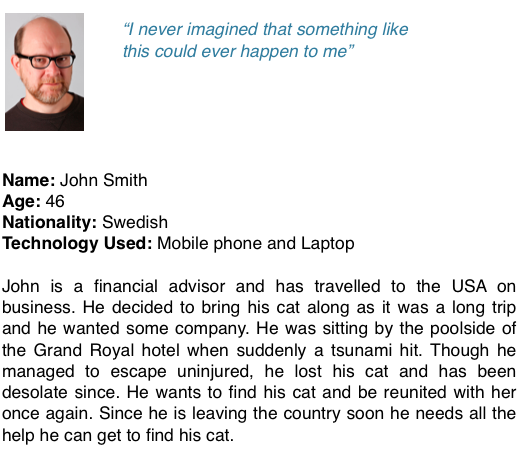 “I never imagined that something like
this could ever happen to me”
Name: John Smith
Age: 46
Nationality: Swedish
Technology Used: Mobile phone and Laptop
John is a financial advisor and has travelled to the USA on
business. He decided to bring his cat along as it was a long trip
and he wanted some company. He was sitting by the poolside of
the Grand Royal hotel when suddenly a tsunami hit. Though he
managed to escape uninjured, he lost his cat and has been
desolate since. He wants to find his cat and be reunited with her
once again. Since he is leaving the country soon he needs all the
help he can get to find his cat.